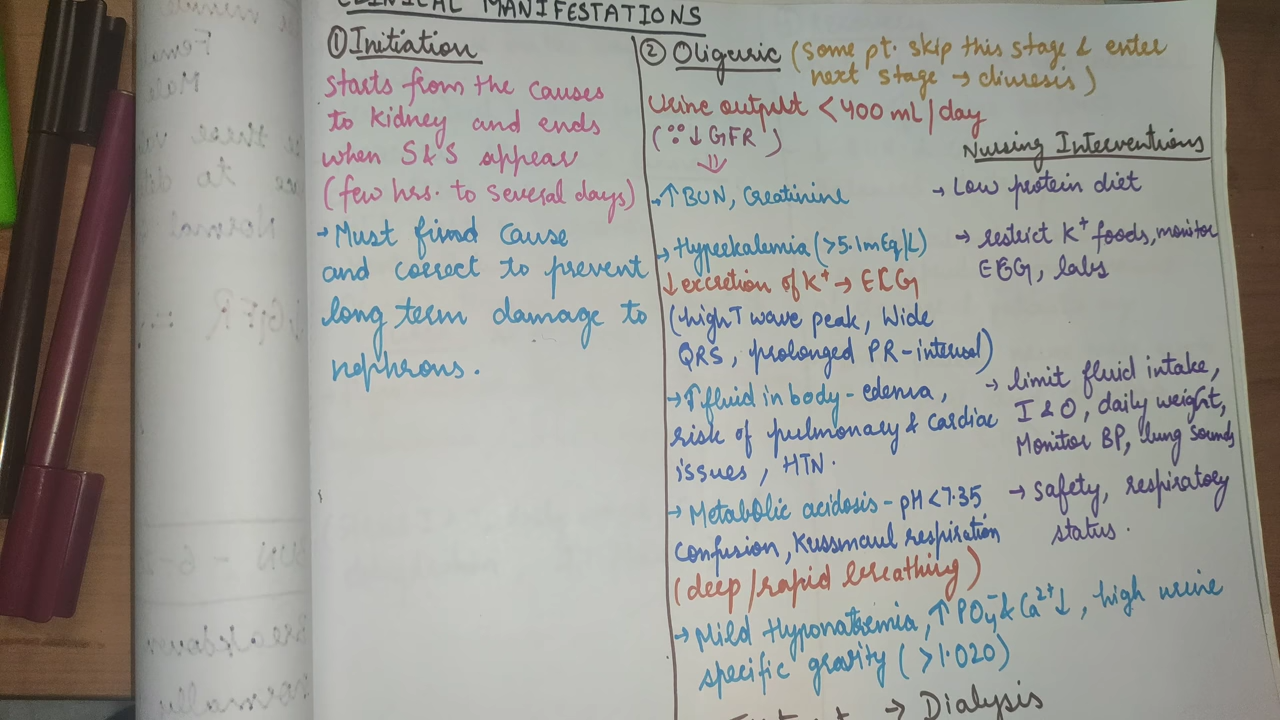 CLINICAL MANIFESTATIONS
① Initiation
Starts from the causes
to kidney and ends
when S&S appear
(few hrs. to several days)
→ Must find cause
and correct to prevent
long term damage to
nephrons.
② Oliguric (some pt. skip this stage & enter
next stage → diuresis)
Urine output < 400 mL/day
(∵ ↓ GFR)
⇓
→ ↑ BUN, Creatinine
→ Hyperkalemia (>5.1mEq/L)
↓ excretion of K⁺ → ECG
(high T wave peak, Wide
QRS, prolonged PR-interval)
→ ↑ fluid in body - edema,
risk of pulmonary & cardiac
issues, HTN.
→ Metabolic acidosis - pH < 7.35
confusion, Kussmaul respiration
(deep/rapid breathing)
→ Mild Hyponatremia, ↑ PO₄⁻ & Ca²⁺↓, high urine
specific gravity (>1.020)
→ Dialysis
Nursing Interventions
→ Low protein diet
→ restrict K⁺ foods, monitor
ECG, labs
→ limit fluid intake,
I & O, daily weight,
Monitor BP, lung sounds
→ Safety, respiratory
status.